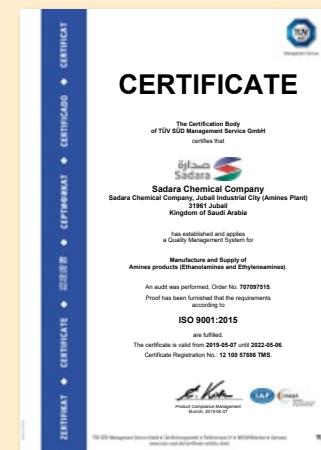 ZERTIFIKAT ◆ CERTIFICATE ◆ ◆ СЕРТИФИКАТ ◆ CERTIFICADO ◆ CERTIFICAT
TÜV
SÜD
CERTIFICATE
The Certification Body
of TÜV SÜD Management Service GmbH
certifies that
صدارة
Sadara
Sadara Chemical Company
Sadara Chemical Company, Jubail Industrial City (Amines Plant)
31961 Jubail
Kingdom of Saudi Arabia
has established and applies
a Quality Management System for
Manufacture and Supply of
Amines products (Ethanolamines and Ethyleneamines).
An audit was performed, Order No. 707097515.
Proof has been furnished that the requirements
according to
ISO 9001:2015
are fulfilled.
The certificate is valid from 2019-05-07 until 2022-05-06.
Certificate Registration No.: 12 100 57886 TMS.
Product Compliance Management
Munich, 2019-05-07
IAF